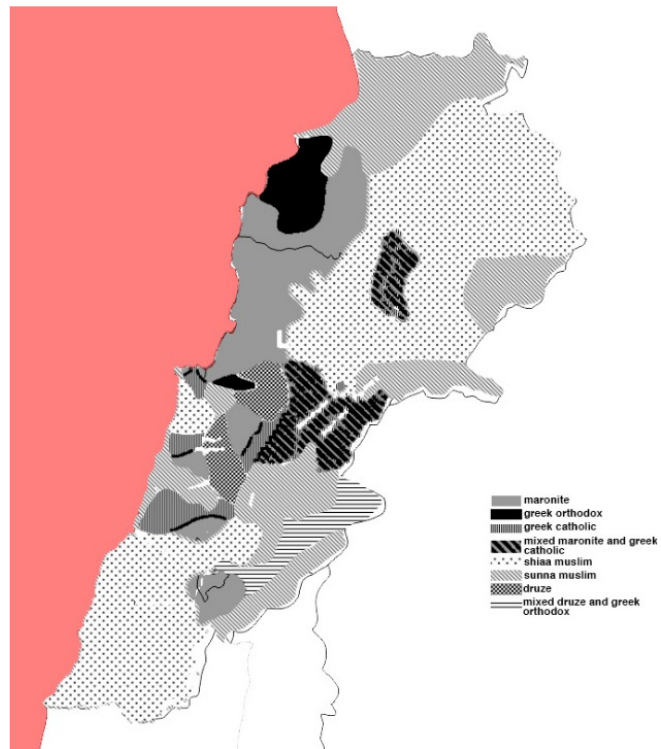 maronite
greek orthodox
greek catholic
mixed maronite and greek
catholic
shiaa muslim
sunna muslim
druze
mixed druze and greek
orthodox